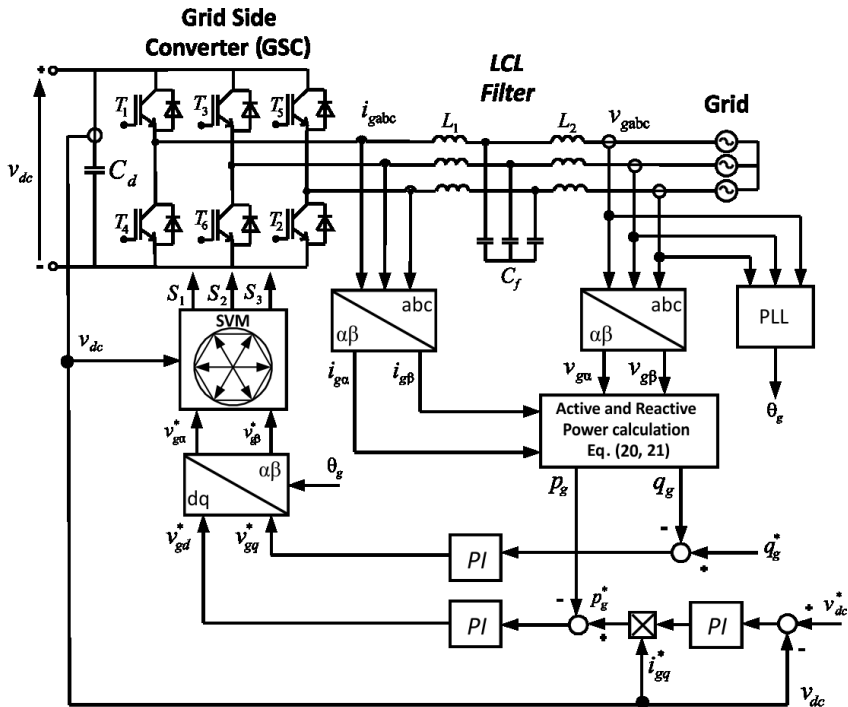 Grid Side
Converter (GSC)
LCL
Filter
Grid
+
T1
T3
T5
i_gabc
L1
L2
v_gabc
v_dc
C_d
T4
T6
T2
-
C_f
S1 S2 S3
SVM
abc
αβ
abc
αβ
PLL
v_dc
i_gα
i_gβ
v_gα
v_gβ
θ_g
v*_gα
v*_gβ
Active and Reactive
Power calculation
Eq. (20, 21)
αβ
dq
θ_g
p_g
q_g
v*_gd
v*_gq
-
PI
+
q*_g
-
p*_g
+
v*_dc
PI
+
PI
-
i*_gq
v_dc